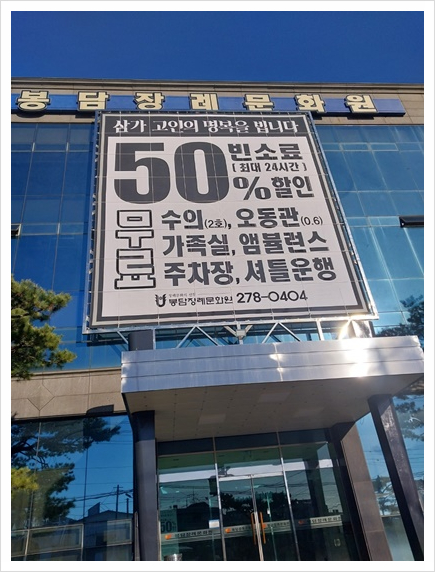 봉담장례문화원
삼가 고인의 명복을 빕니다
50%
빈소료
[최대 24시간]
할인
무료
수의(2호), 오동관(0.6)
가족실, 앰뷸런스
주차장, 셔틀운행
봉담장례문화원 278-0404